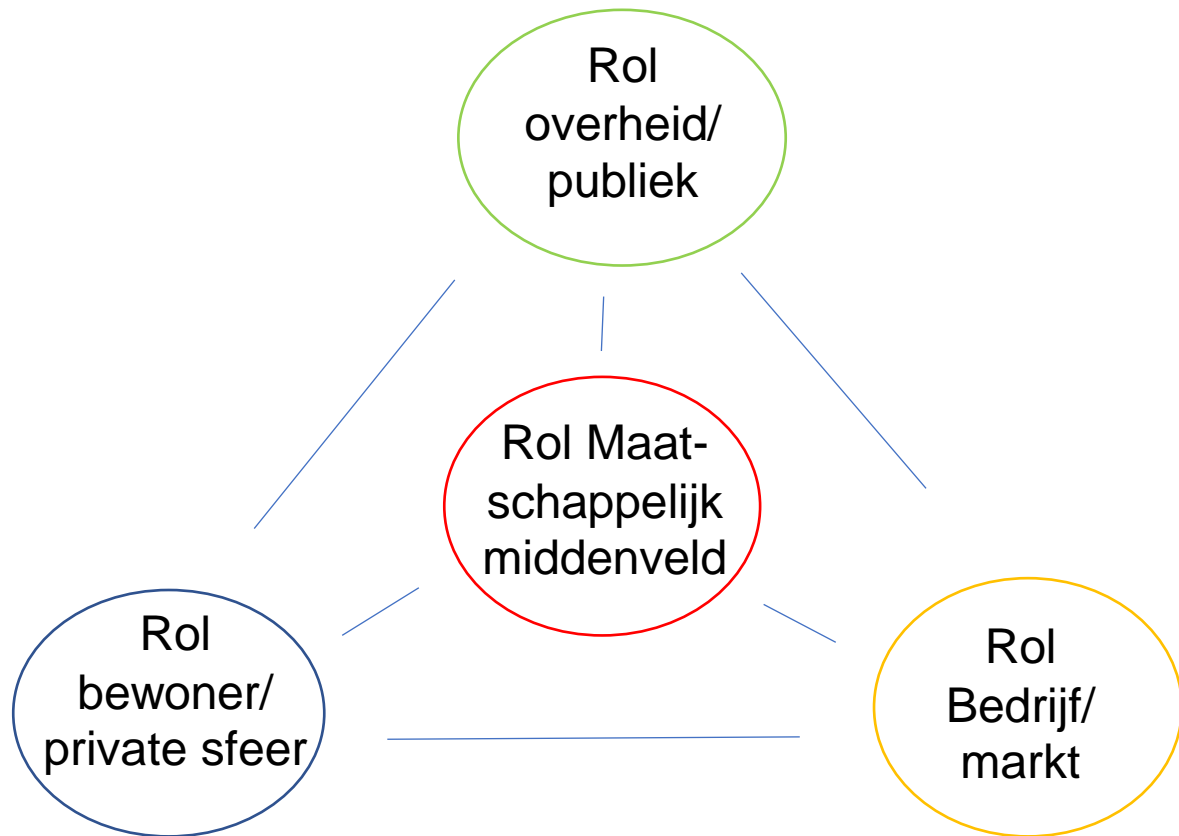 Rol
overheid/
publiek
Rol Maat-
schappelijk
middenveld
Rol
bewoner/
private sfeer
Rol
Bedrijf/
markt